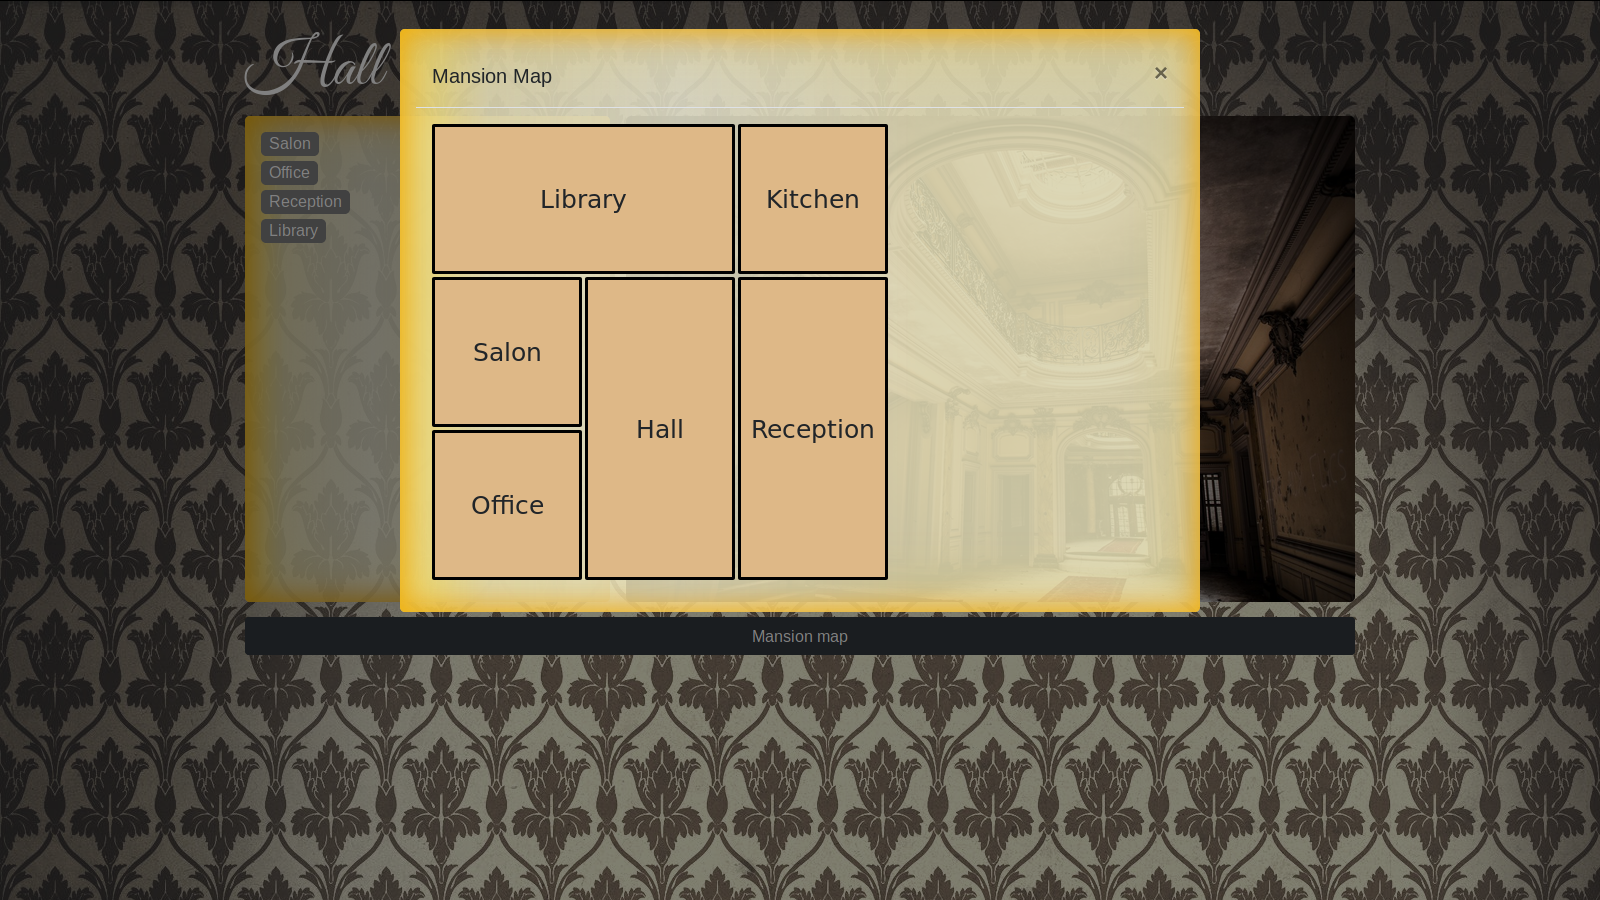 Hall
Mansion Map
×
Salon
Office
Reception
Library
Library
Kitchen
Salon
Hall
Reception
Office
Mansion map